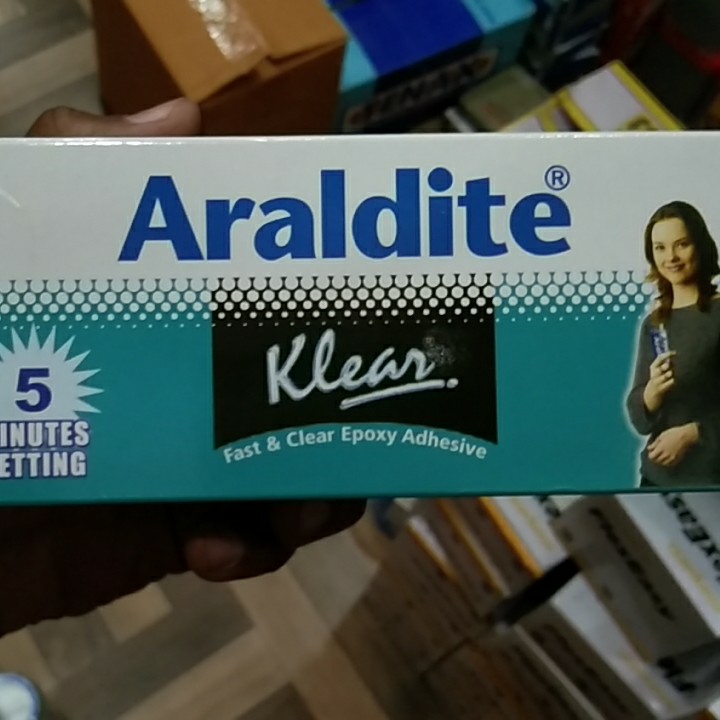 Araldite®
Klear.
Fast & Clear Epoxy Adhesive
5
INUTES
ETTING